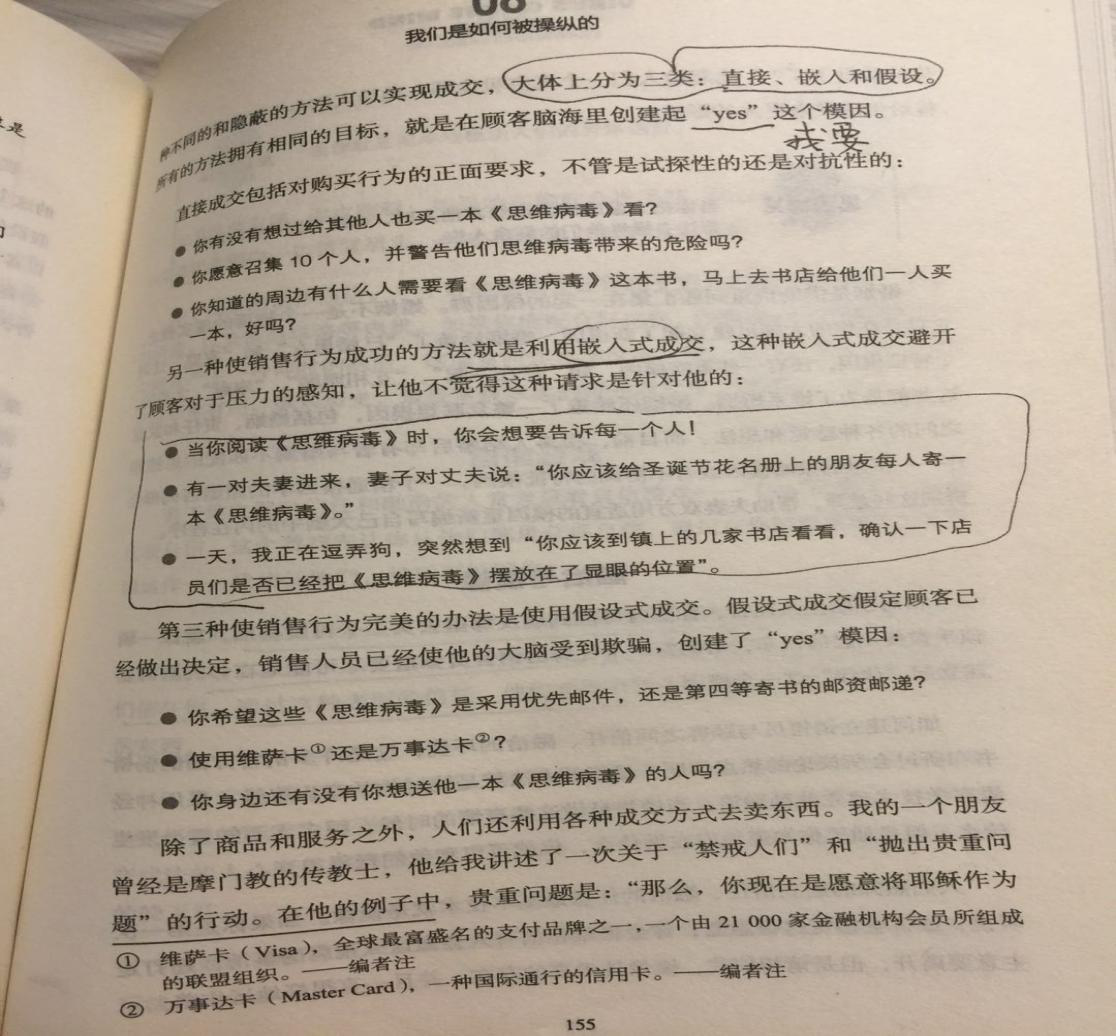 08
我们是如何被操纵的
种不同的和隐蔽的方法可以实现成交，大体上分为三类：直接、嵌入和假设。
所有的方法拥有相同的目标，就是在顾客脑海里创建起“yes”这个模因。
我要
直接成交包括对购买行为的正面要求，不管是试探性的还是对抗性的：
● 你有没有想过给其他人也买一本《思维病毒》看？
● 你愿意召集 10 个人，并警告他们思维病毒带来的危险吗？
● 你知道的周边有什么人需要看《思维病毒》这本书，马上去书店给他们一人买
一本，好吗？
另一种使销售行为成功的方法就是利用嵌入式成交，这种嵌入式成交避开
了顾客对于压力的感知，让他不觉得这种请求是针对他的：
● 当你阅读《思维病毒》时，你会想要告诉每一个人！
● 有一对夫妻进来，妻子对丈夫说：“你应该给圣诞节花名册上的朋友每人寄一
本《思维病毒》。”
● 一天，我正在逗弄狗，突然想到“你应该到镇上的几家书店看看，确认一下店
员们是否已经把《思维病毒》摆放在了显眼的位置”。
第三种使销售行为完美的办法是使用假设式成交。假设式成交假定顾客已
经做出决定，销售人员已经使他的大脑受到欺骗，创建了“yes”模因：
● 你希望这些《思维病毒》是采用优先邮件，还是第四等寄书的邮资邮递？
● 使用维萨卡①还是万事达卡②？
● 你身边还有没有你想送他一本《思维病毒》的人吗？
除了商品和服务之外，人们还利用各种成交方式去卖东西。我的一个朋友
曾经是摩门教的传教士，他给我讲述了一次关于“禁戒人们”和“抛出贵重问
题”的行动。在他的例子中，贵重问题是：“那么，你现在是愿意将耶稣作为
① 维萨卡（Visa），全球最富盛名的支付品牌之一，一个由 21 000 家金融机构会员所组成
的联盟组织。——编者注
② 万事达卡（Master Card），一种国际通行的信用卡。——编者注
155